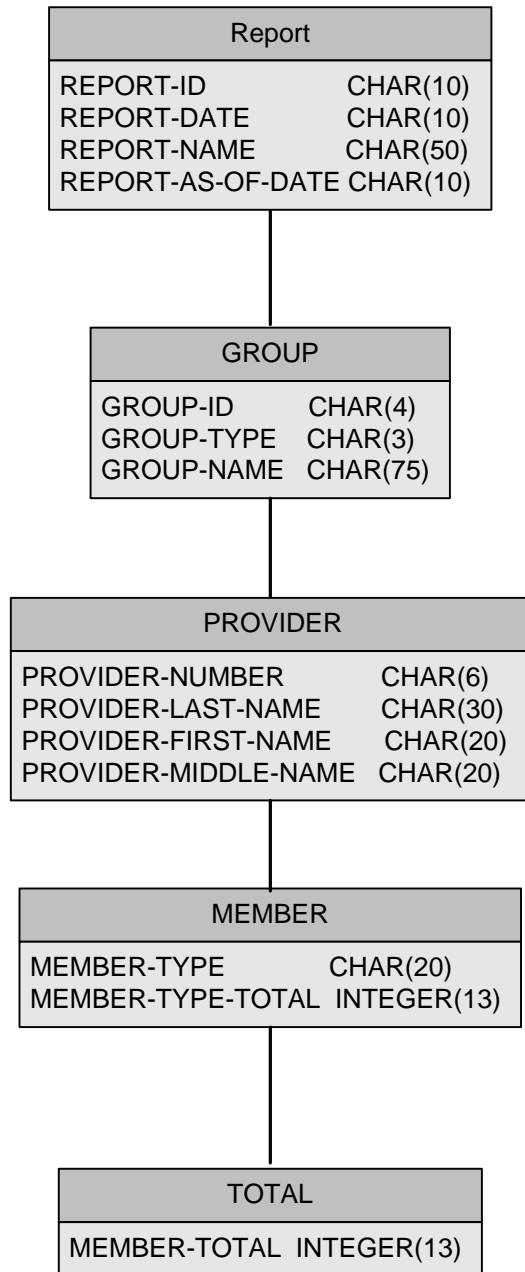 Report
REPORT-ID CHAR(10)
REPORT-DATE CHAR(10)
REPORT-NAME CHAR(50)
REPORT-AS-OF-DATE CHAR(10)
GROUP
GROUP-ID CHAR(4)
GROUP-TYPE CHAR(3)
GROUP-NAME CHAR(75)
PROVIDER
PROVIDER-NUMBER CHAR(6)
PROVIDER-LAST-NAME CHAR(30)
PROVIDER-FIRST-NAME CHAR(20)
PROVIDER-MIDDLE-NAME CHAR(20)
MEMBER
MEMBER-TYPE CHAR(20)
MEMBER-TYPE-TOTAL INTEGER(13)
TOTAL
MEMBER-TOTAL INTEGER(13)